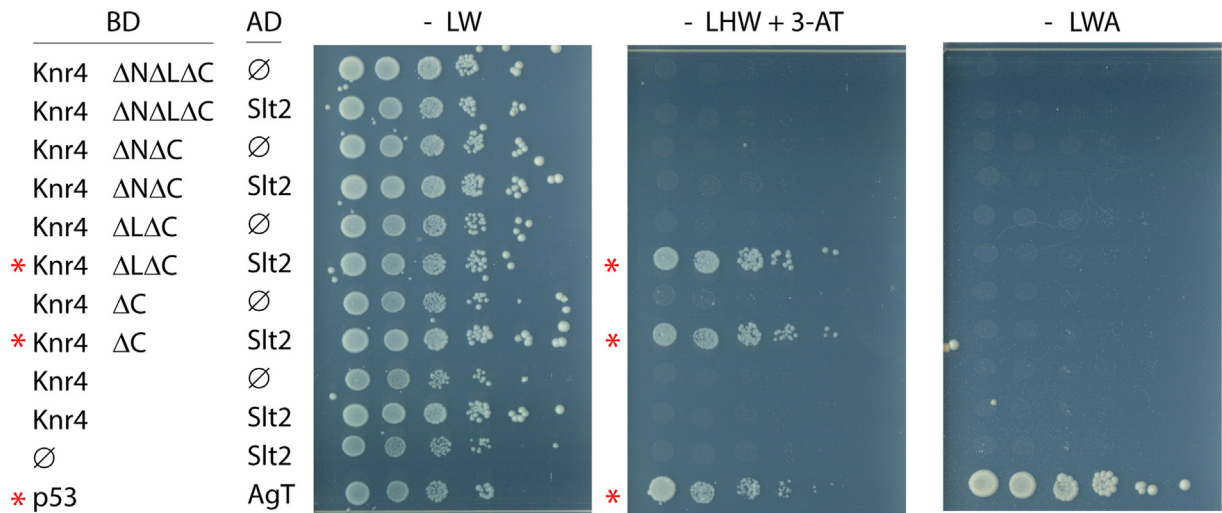 BD AD - LW - LHW + 3-AT - LWA
Knr4 ΔNΔLΔC ∅
Knr4 ΔNΔLΔC Slt2
Knr4 ΔNΔC ∅
Knr4 ΔNΔC Slt2
Knr4 ΔLΔC ∅
* Knr4 ΔLΔC Slt2 *
Knr4 ΔC ∅
* Knr4 ΔC Slt2 *
Knr4 ∅
Knr4 Slt2
∅ Slt2
* p53 AgT *